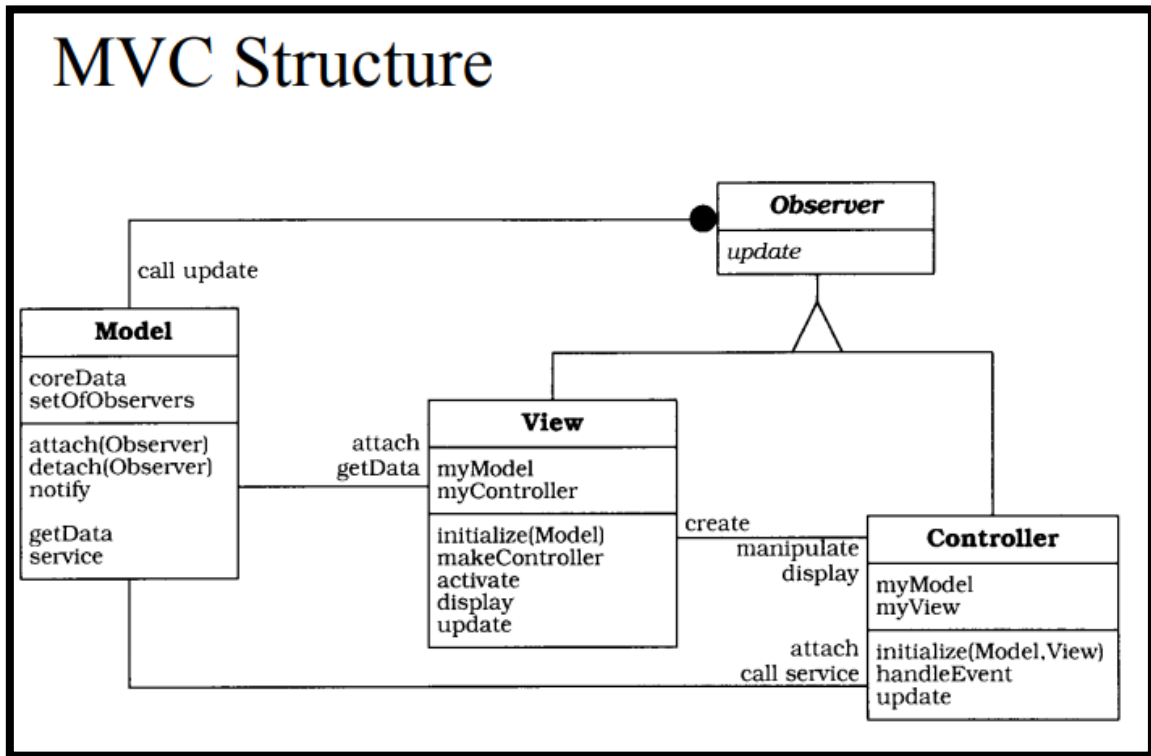 MVC Structure
Observer
update
call update
Model
coreData
setOfObservers
attach(Observer)
detach(Observer)
notify
getData
service
attach
getData
View
myModel
myController
initialize(Model)
makeController
activate
display
update
create
manipulate
display
Controller
myModel
myView
attach
call service
initialize(Model,View)
handleEvent
update